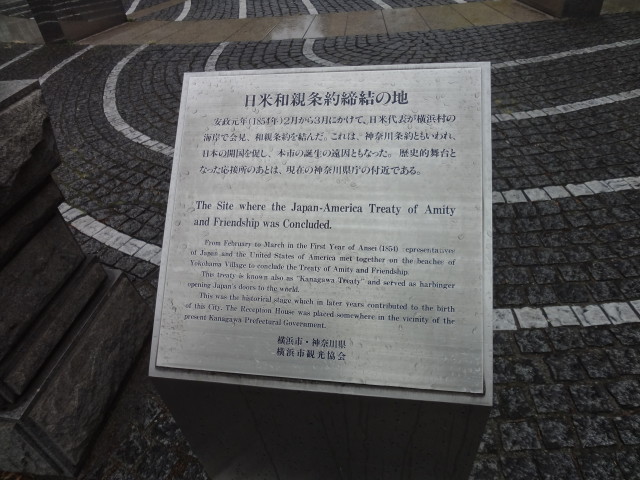 日米和親条約締結の地
安政元年(1854年)2月から3月にかけて、日米代表が横浜村の
海岸で会見、和親条約を結んだ。これは、神奈川条約ともいわれ、
日本の開国を促し、本市の誕生の遠因ともなった。歴史的舞台と
なった応接所のあとは、現在の神奈川県庁の付近である。
The Site where the Japan-America Treaty of Amity
and Friendship was Concluded.
From February to March in the First Year of Ansei (1854) representatives
of Japan and the United States of America met together on the beaches of
Yokohama Village to conclude the Treaty of Amity and Friendship.
This treaty is known also as "Kanagawa Treaty" and served as harbinger
opening Japan's doors to the world.
This was the historical stage which in later years contributed to the birth
of this City. The Reception House was placed somewhere in the vicinity of the
present Kanagawa Prefectural Government.
横浜市・神奈川県
横浜市観光協会